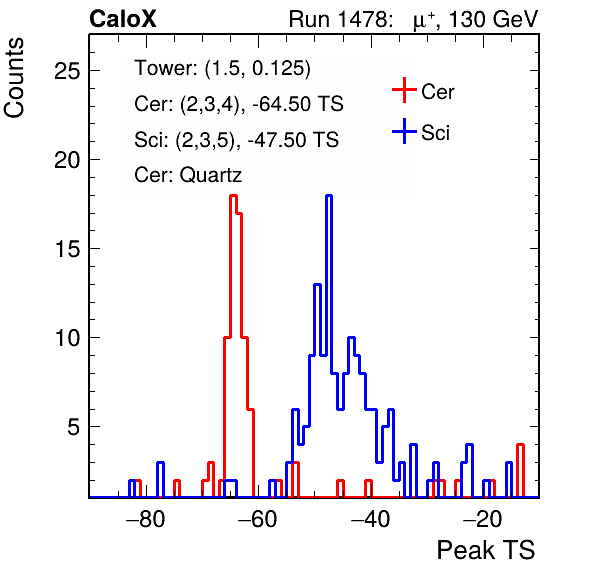 CaloX Run 1478: μ⁺, 130 GeV
Counts
Tower: (1.5, 0.125)
Cer: (2,3,4), -64.50 TS
Sci: (2,3,5), -47.50 TS
Cer: Quartz
Cer
Sci
25
20
15
10
5
−80 −60 −40 −20
Peak TS